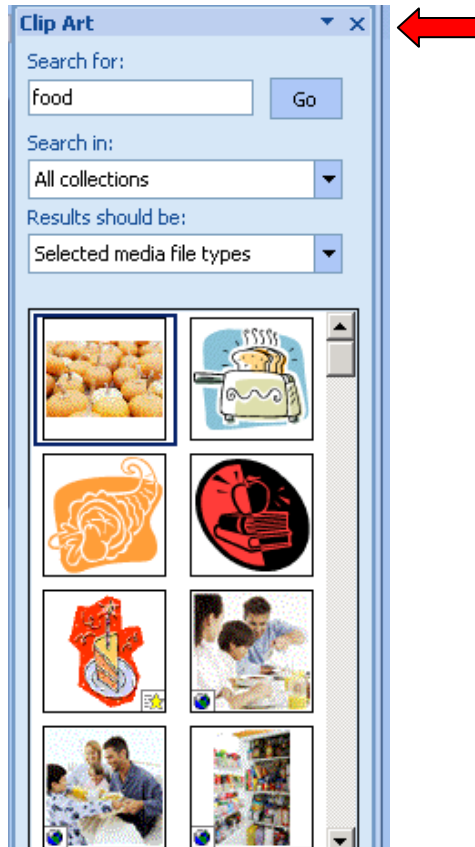 Clip Art
Search for:
food
Go
Search in:
All collections
Results should be:
Selected media file types